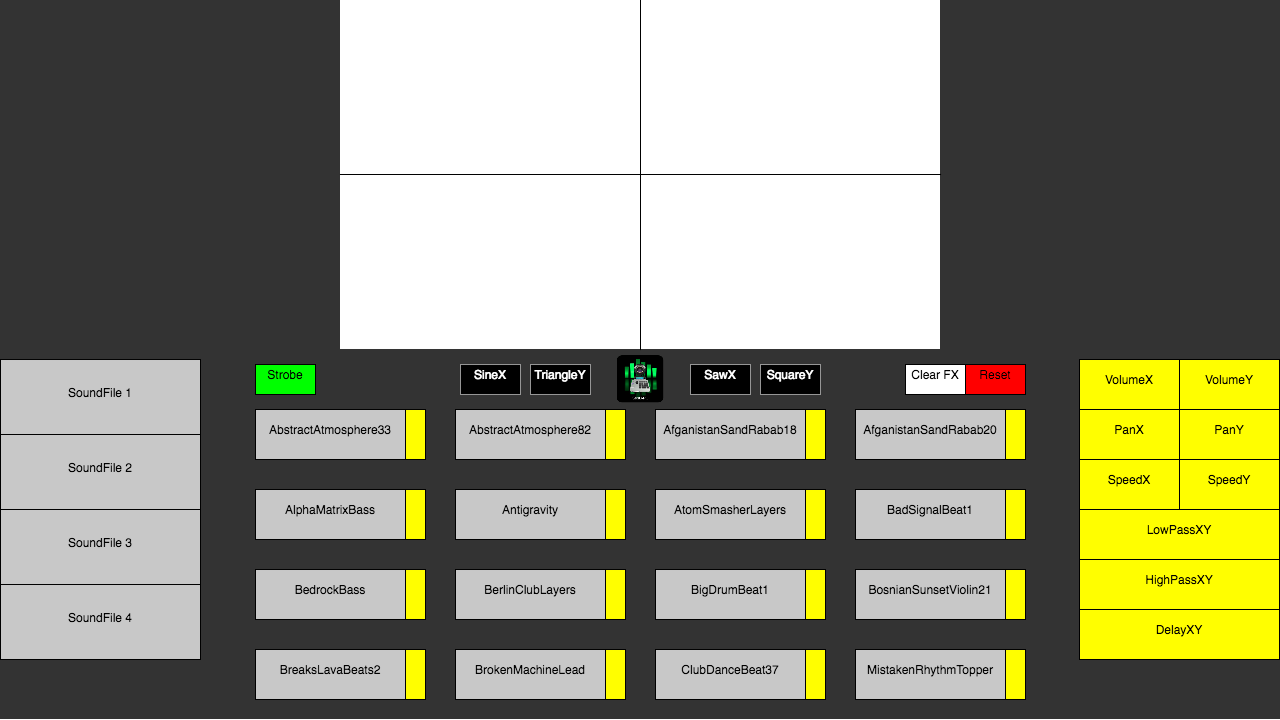 Strobe
SineX
TriangleY
SawX
SquareY
Clear FX
Reset
SoundFile 1
SoundFile 2
SoundFile 3
SoundFile 4
AbstractAtmosphere33
AbstractAtmosphere82
AfganistanSandRabab18
AfganistanSandRabab20
AlphaMatrixBass
Antigravity
AtomSmasherLayers
BadSignalBeat1
BedrockBass
BerlinClubLayers
BigDrumBeat1
BosnianSunsetViolin21
BreaksLavaBeats2
BrokenMachineLead
ClubDanceBeat37
MistakenRhythmTopper
VolumeX
VolumeY
PanX
PanY
SpeedX
SpeedY
LowPassXY
HighPassXY
DelayXY